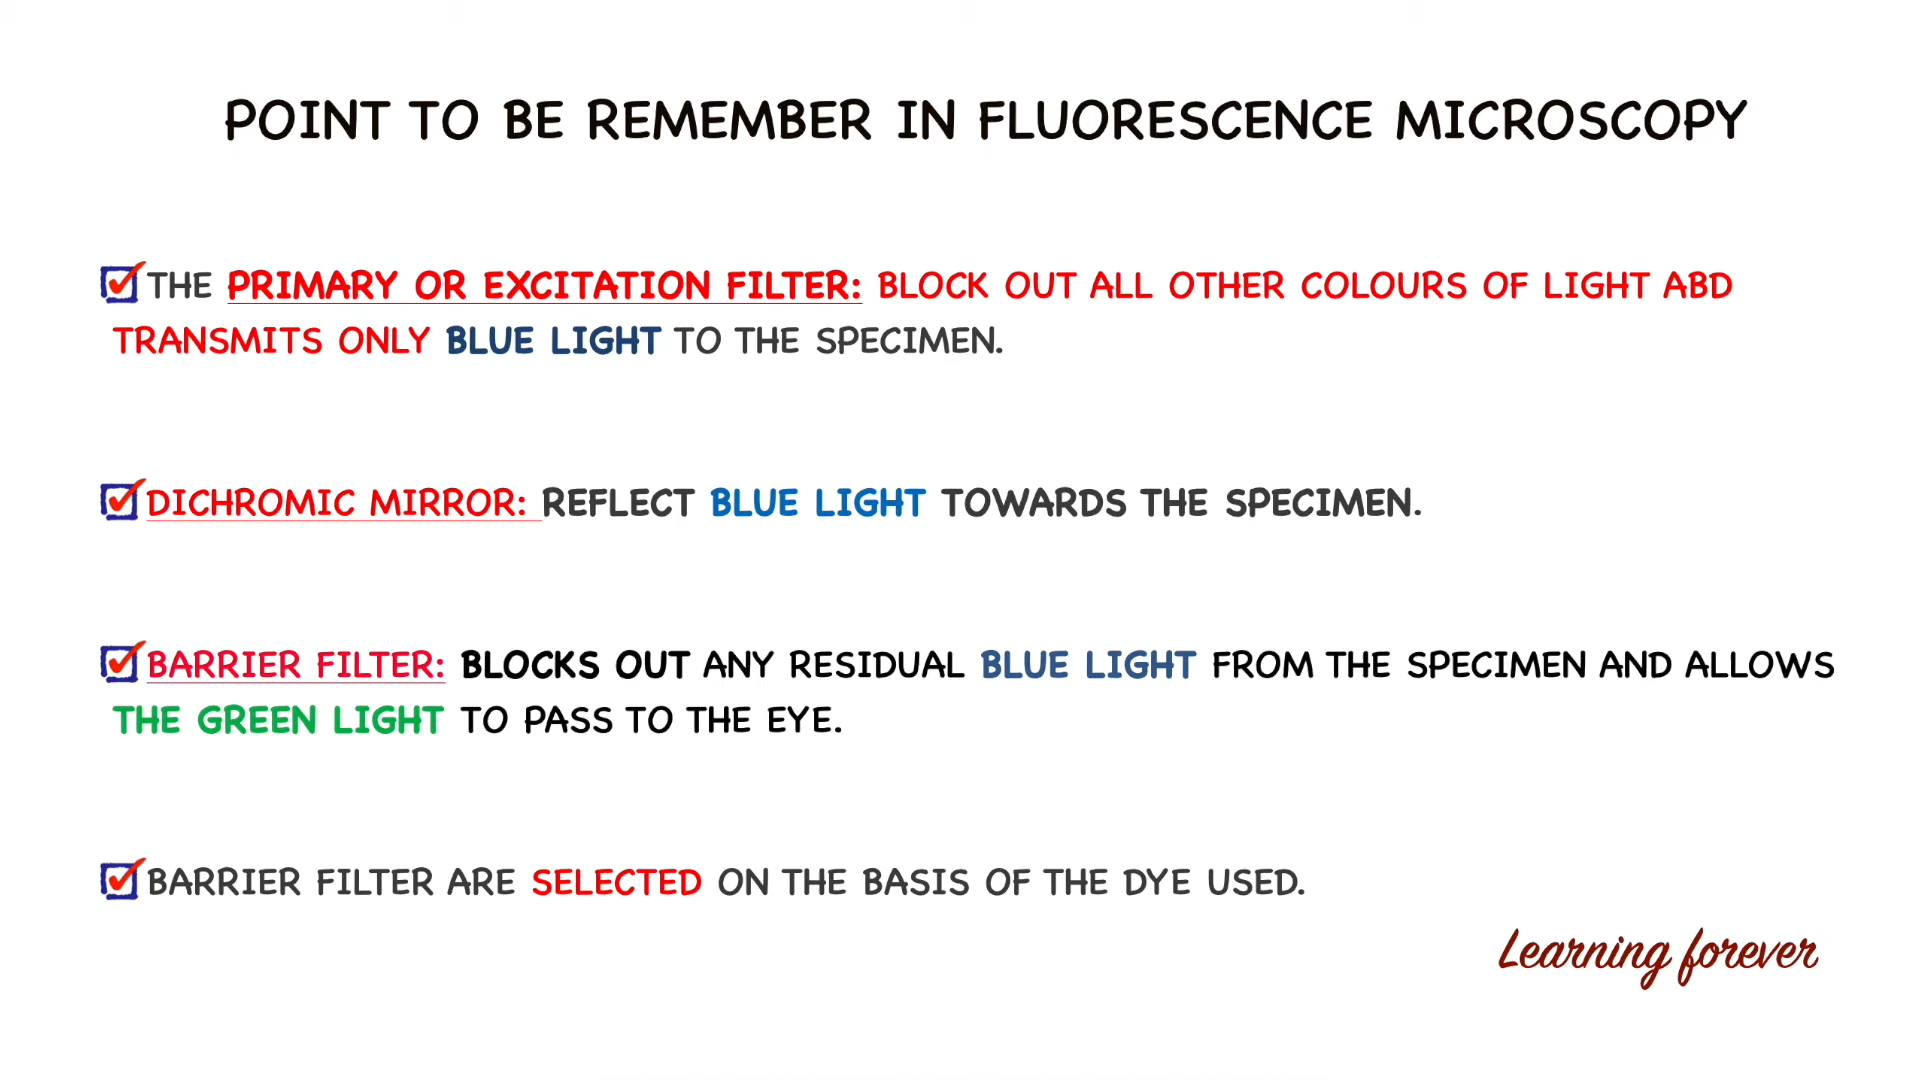 POINT TO BE REMEMBER IN FLUORESCENCE MICROSCOPY
THE PRIMARY OR EXCITATION FILTER: BLOCK OUT ALL OTHER COLOURS OF LIGHT ABD
TRANSMITS ONLY BLUE LIGHT TO THE SPECIMEN.
DICHROMIC MIRROR: REFLECT BLUE LIGHT TOWARDS THE SPECIMEN.
BARRIER FILTER: BLOCKS OUT ANY RESIDUAL BLUE LIGHT FROM THE SPECIMEN AND ALLOWS
THE GREEN LIGHT TO PASS TO THE EYE.
BARRIER FILTER ARE SELECTED ON THE BASIS OF THE DYE USED.
Learning forever